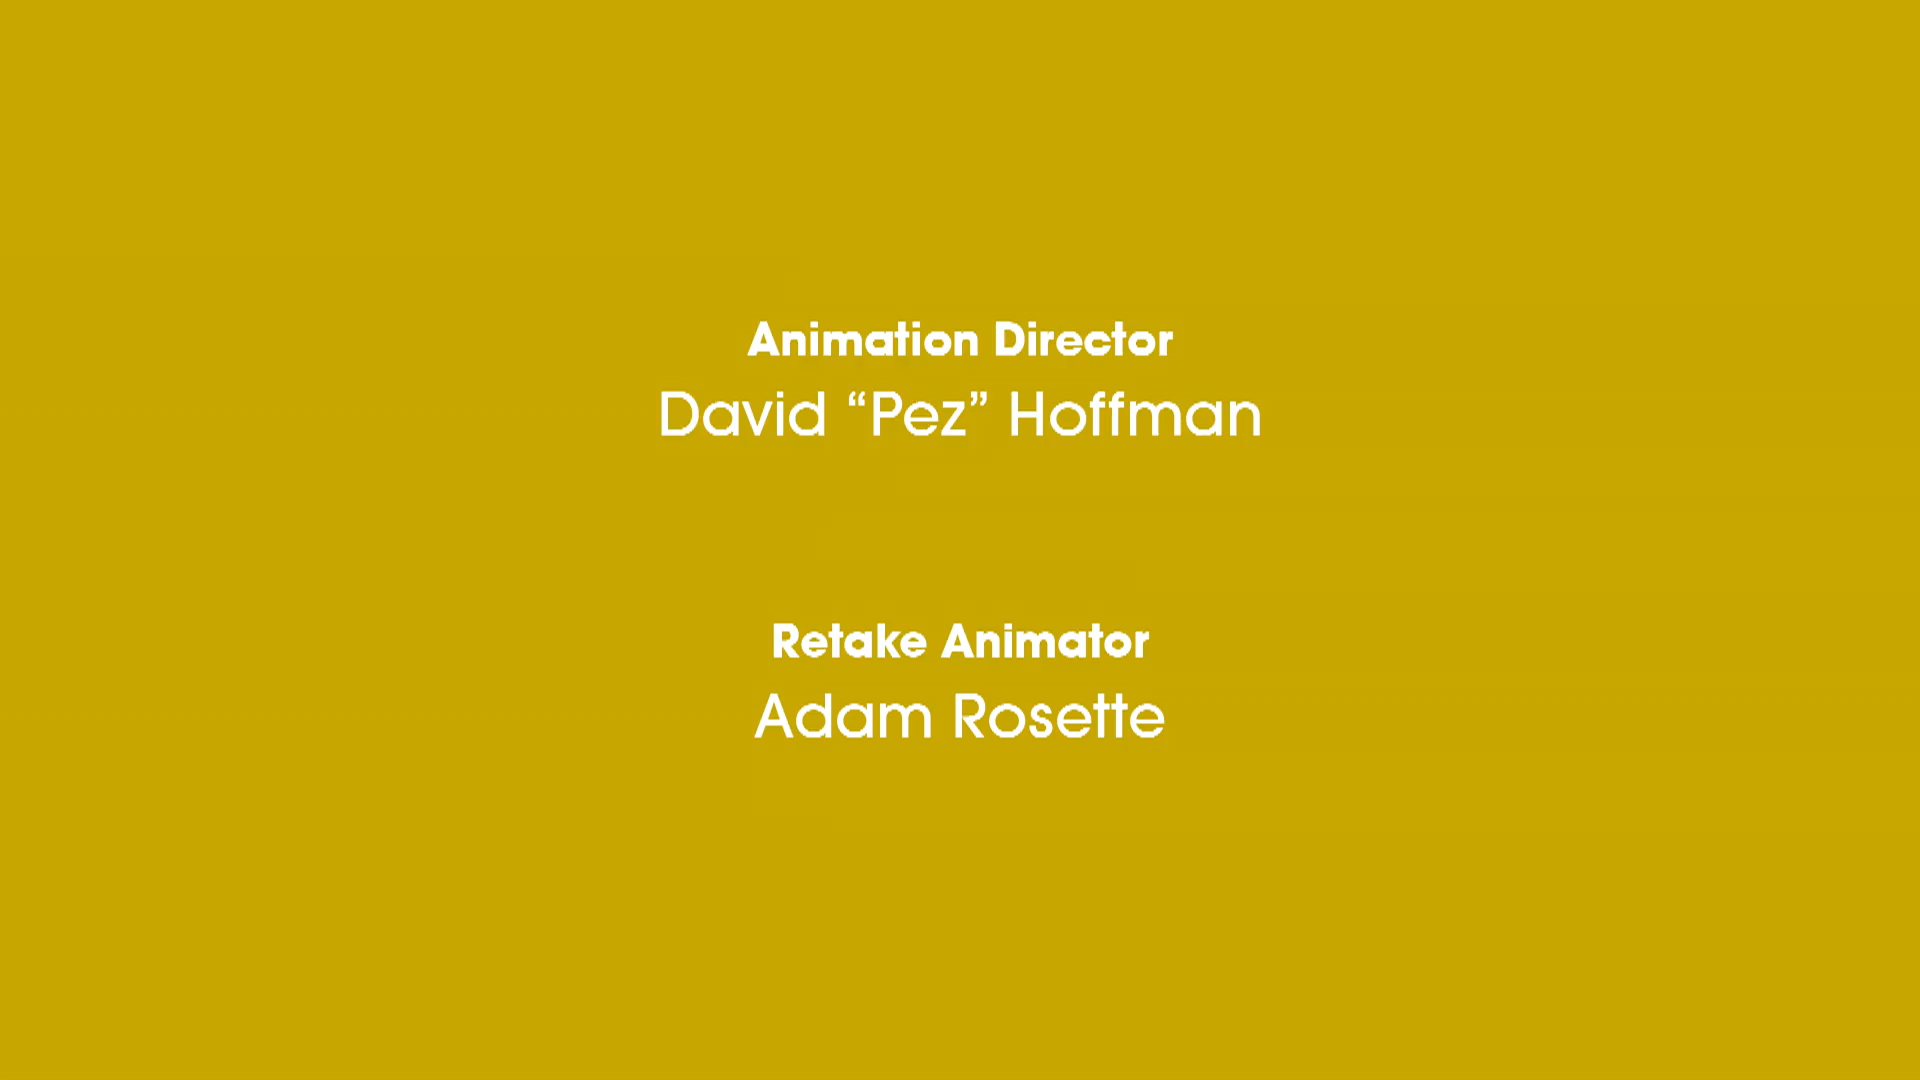 Animation Director
David “Pez” Hoffman
Retake Animator
Adam Rosette